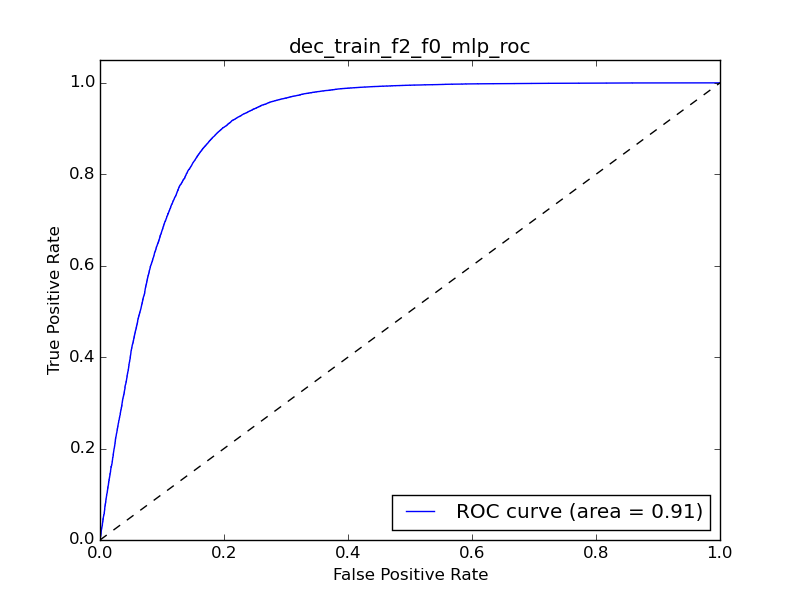 dec_train_f2_f0_mlp_roc
True Positive Rate
1.0
0.8
0.6
0.4
0.2
0.0
ROC curve (area = 0.91)
0.0 0.2 0.4 0.6 0.8 1.0
False Positive Rate